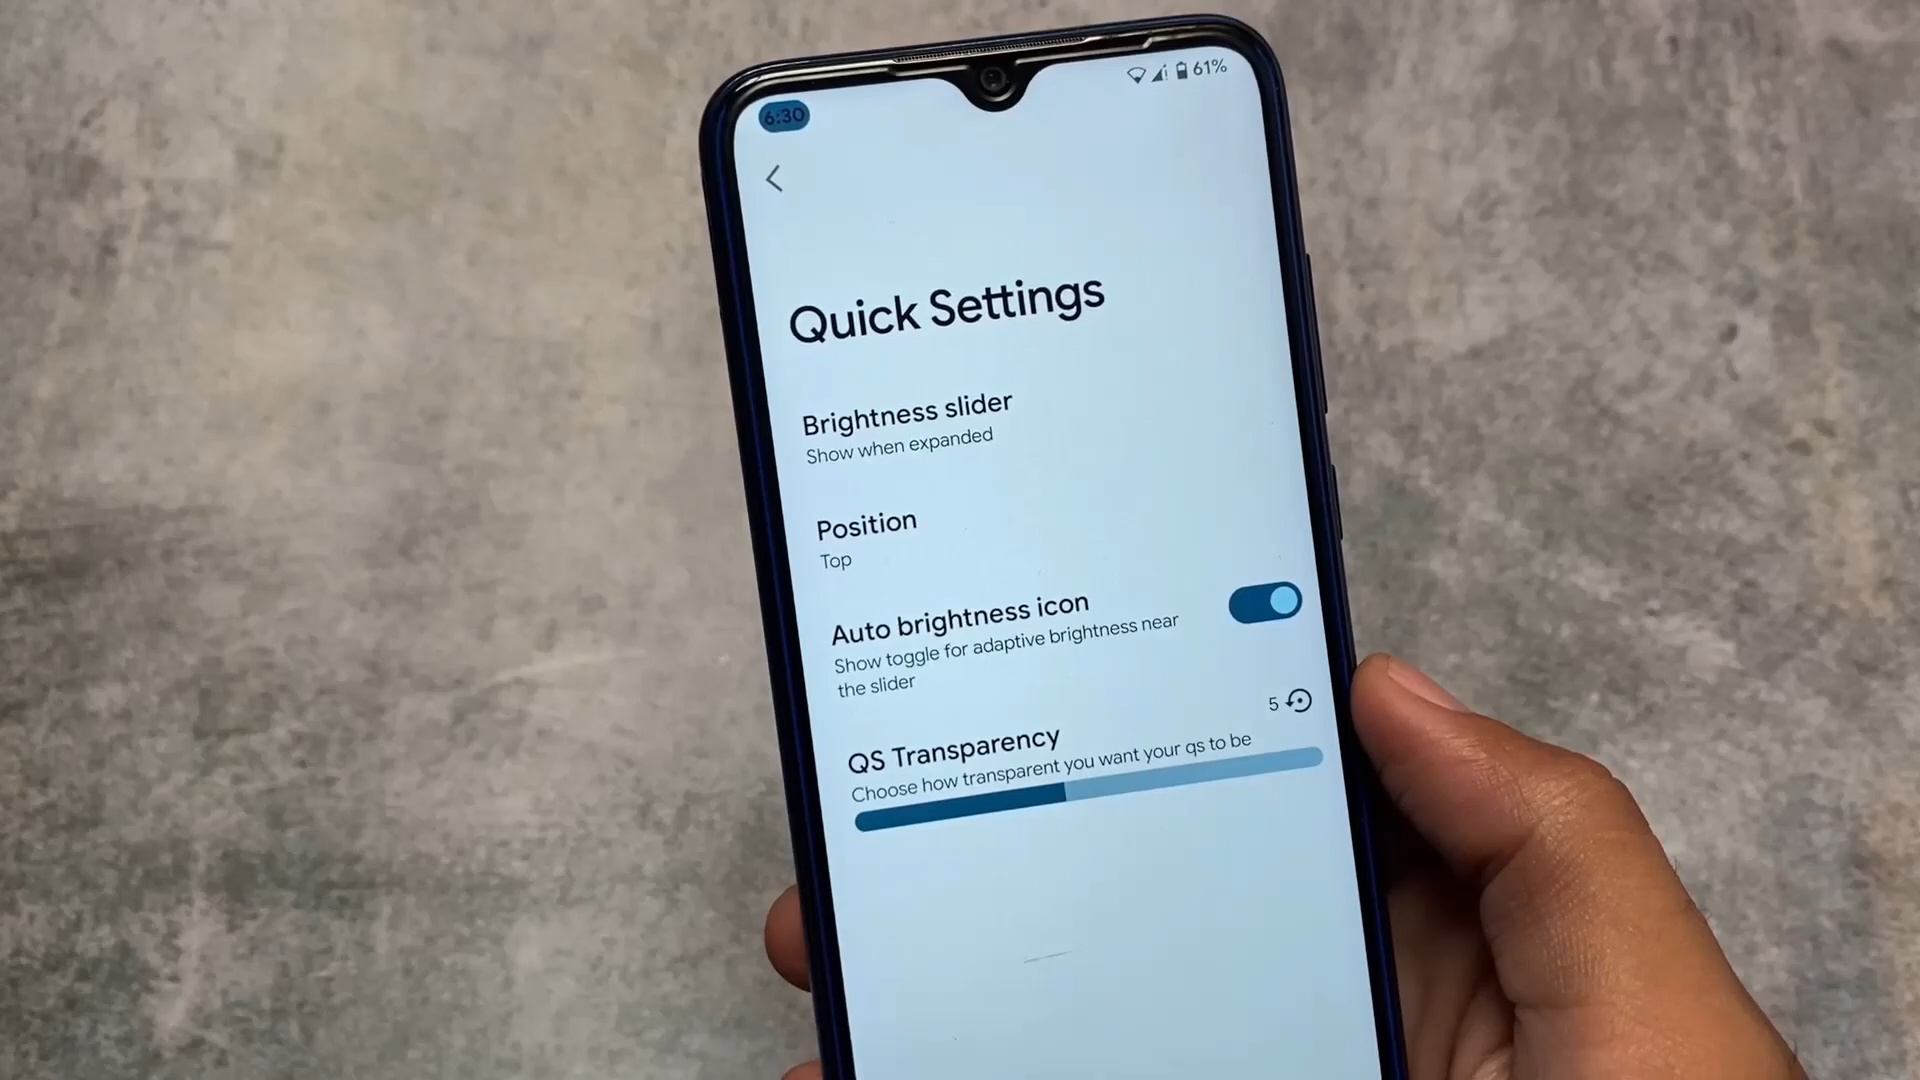 6:30
61%
Quick Settings
Brightness slider
Show when expanded
Position
Top
Auto brightness icon
Show toggle for adaptive brightness near
the slider
5
QS Transparency
Choose how transparent you want your qs to be